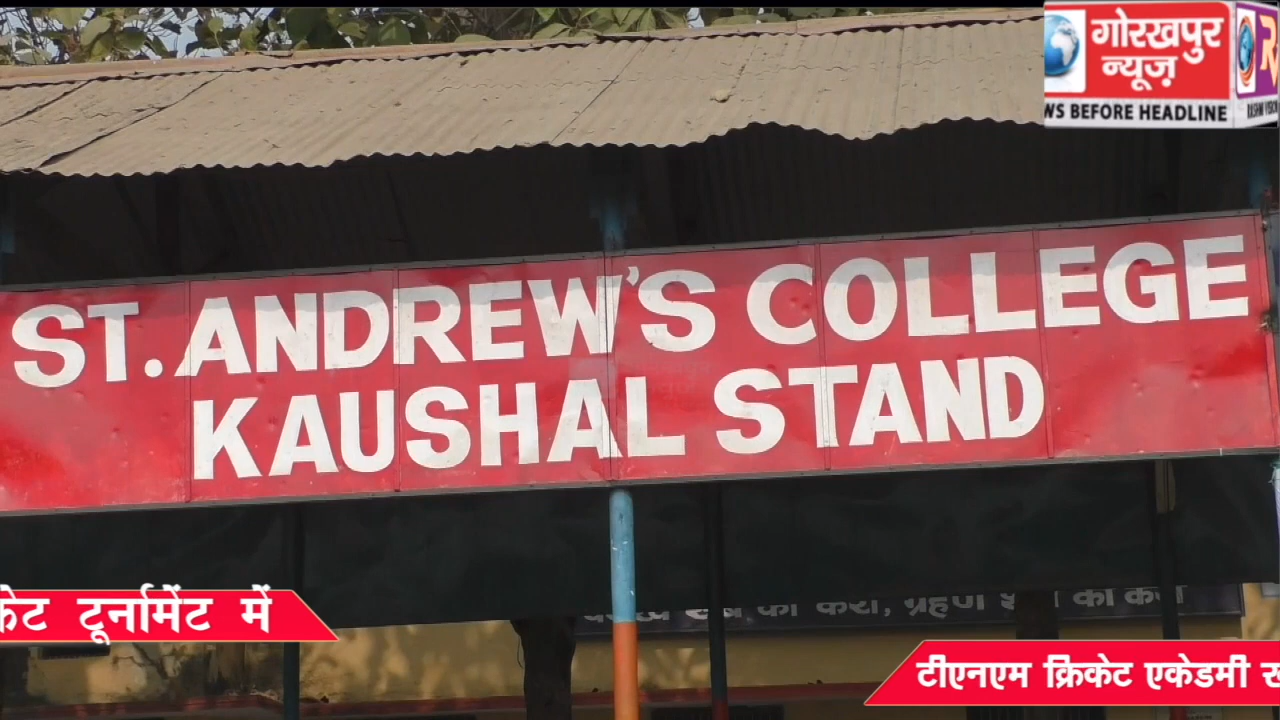 गोरखपुर
न्यूज़
WS BEFORE HEADLINE
ST. ANDREW'S COLLEGE
KAUSHAL STAND
केट टूर्नामेंट में
टीएनएम क्रिकेट एकेडमी